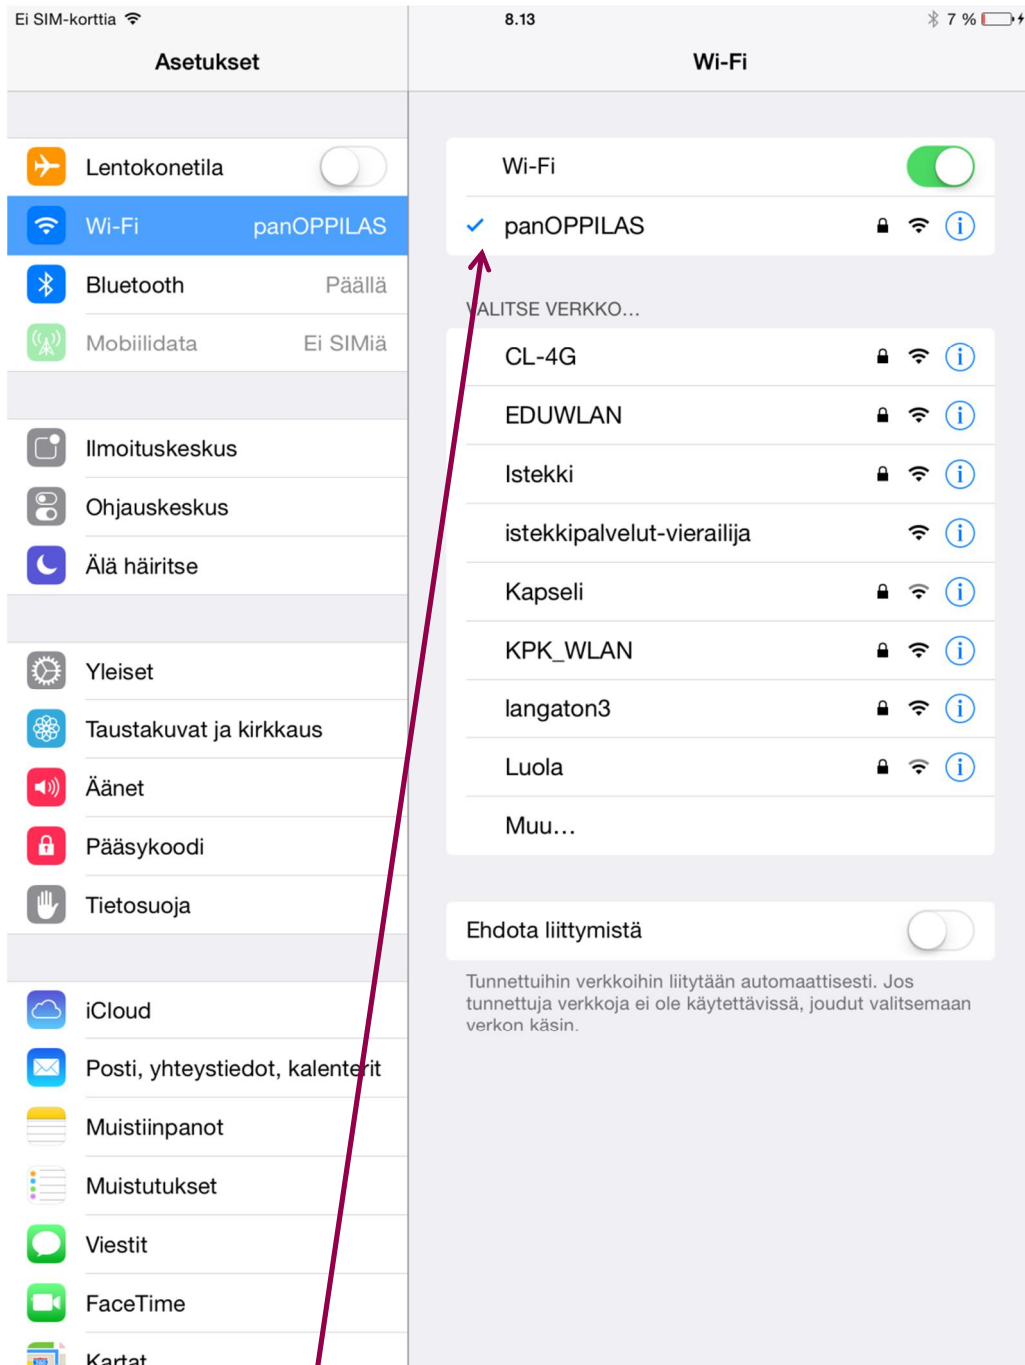 Ei SIM-korttia 8.13 7 %
Asetukset
Lentokonetila
Wi-Fi panOPPILAS
Bluetooth Päällä
Mobiilidata Ei SIMiä
Ilmoituskeskus
Ohjauskeskus
Älä häiritse
Yleiset
Taustakuvat ja kirkkaus
Äänet
Pääsykoodi
Tietosuoja
iCloud
Posti, yhteystiedot, kalenterit
Muistiinpanot
Muistutukset
Viestit
FaceTime
Kartat
Wi-Fi
Wi-Fi
panOPPILAS
VALITSE VERKKO...
CL-4G
EDUWLAN
Istekki
istekkipalvelut-vierailija
Kapseli
KPK_WLAN
langaton3
Luola
Muu...
Ehdota liittymistä
Tunnettuihin verkkoihin liitytään automaattisesti. Jos
tunnettuja verkkoja ei ole käytettävissä, joudut valitsemaan
verkon käsin.